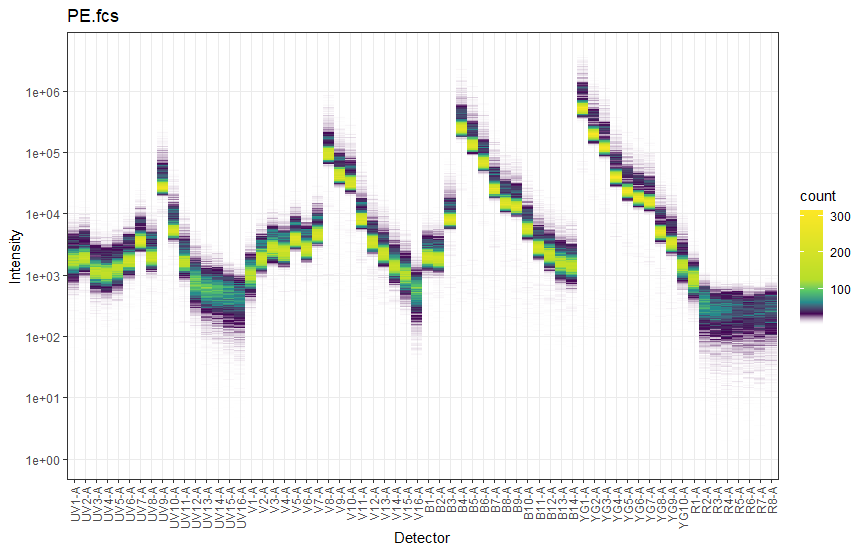 PE.fcs
Intensity
1e+06
1e+05
1e+04
1e+03
1e+02
1e+01
1e+00
UV1-A
UV2-A
UV3-A
UV4-A
UV5-A
UV6-A
UV7-A
UV8-A
UV9-A
UV10-A
UV11-A
UV12-A
UV13-A
UV14-A
UV15-A
UV16-A
V1-A
V2-A
V3-A
V4-A
V5-A
V6-A
V7-A
V8-A
V9-A
V10-A
V11-A
V12-A
V13-A
V14-A
V15-A
V16-A
B1-A
B2-A
B3-A
B4-A
B5-A
B6-A
B7-A
B8-A
B9-A
B10-A
B11-A
B12-A
B13-A
B14-A
YG1-A
YG2-A
YG3-A
YG4-A
YG5-A
YG6-A
YG7-A
YG8-A
YG9-A
YG10-A
R1-A
R2-A
R3-A
R4-A
R5-A
R6-A
R7-A
R8-A
Detector
count
300
200
100